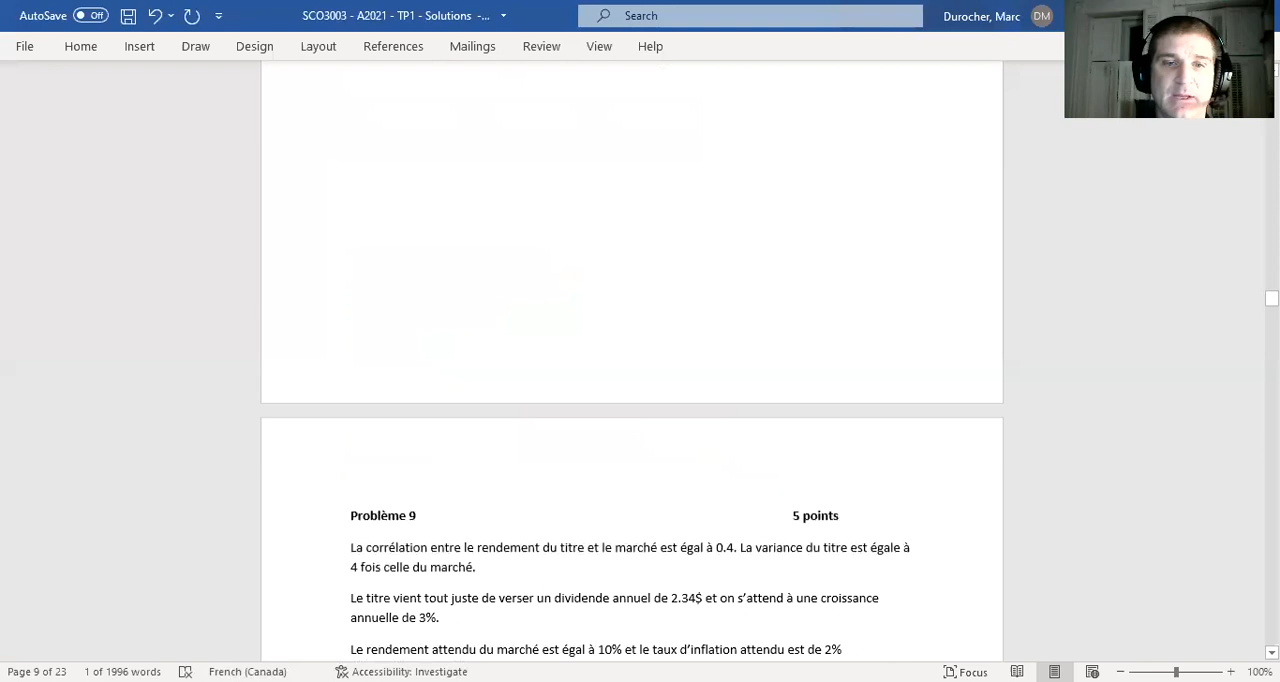 AutoSave Off SCO3003 - A2021 - TP1 - Solutions -... Search Durocher, Marc DM
File Home Insert Draw Design Layout References Mailings Review View Help
Problème 9 5 points
La corrélation entre le rendement du titre et le marché est égal à 0.4. La variance du titre est égale à
4 fois celle du marché.
Le titre vient tout juste de verser un dividende annuel de 2.34$ et on s'attend à une croissance
annuelle de 3%.
Le rendement attendu du marché est égal à 10% et le taux d'inflation attendu est de 2%
Page 9 of 23 1 of 1996 words French (Canada) Accessibility: Investigate Focus 100%